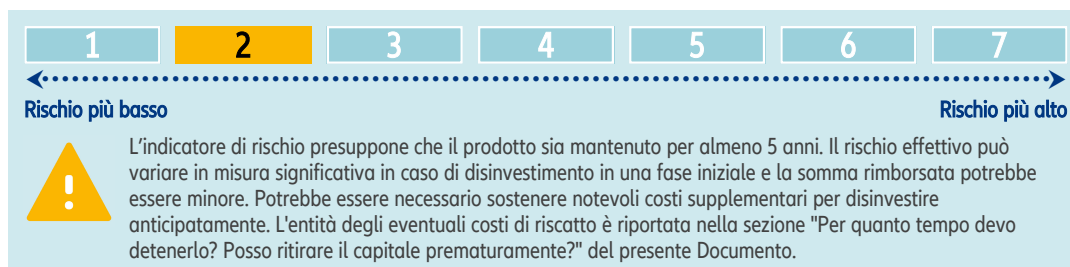 1 2 3 4 5 6 7
Rischio più basso Rischio più alto
L'indicatore di rischio presuppone che il prodotto sia mantenuto per almeno 5 anni. Il rischio effettivo può
variare in misura significativa in caso di disinvestimento in una fase iniziale e la somma rimborsata potrebbe
essere minore. Potrebbe essere necessario sostenere notevoli costi supplementari per disinvestire
anticipatamente. L'entità degli eventuali costi di riscatto è riportata nella sezione "Per quanto tempo devo
detenerlo? Posso ritirare il capitale prematuramente?" del presente Documento.